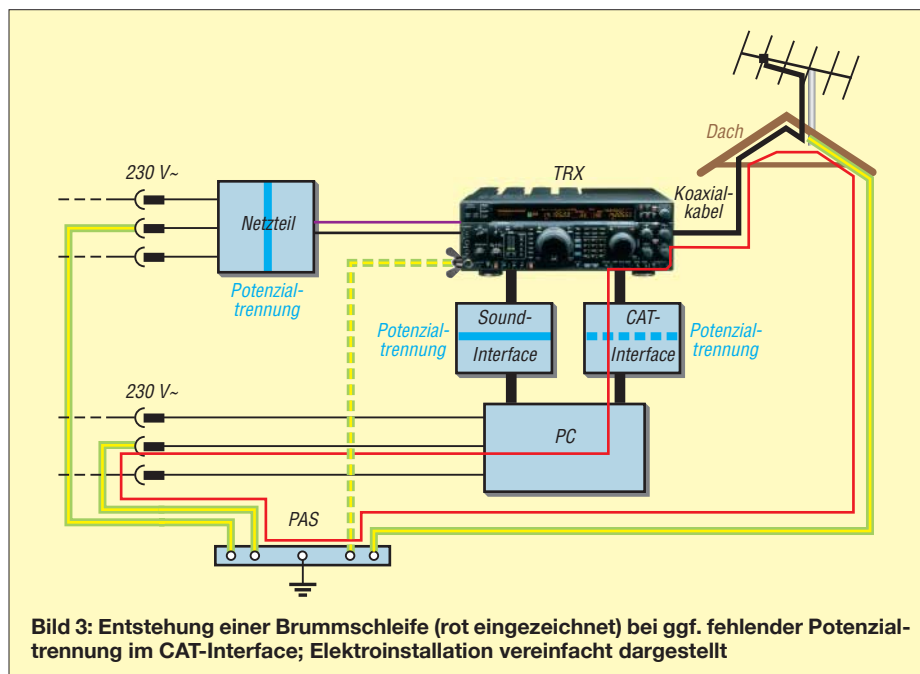 Dach
230 V~
TRX
Koaxial-
kabel
Netzteil
Potenzial-
trennung
Potenzial-
trennung
Sound-
Interface
CAT-
Interface
Potenzial-
trennung
230 V~
PC
PAS
Bild 3: Entstehung einer Brummschleife (rot eingezeichnet) bei ggf. fehlender Potenzial-
trennung im CAT-Interface; Elektroinstallation vereinfacht dargestellt